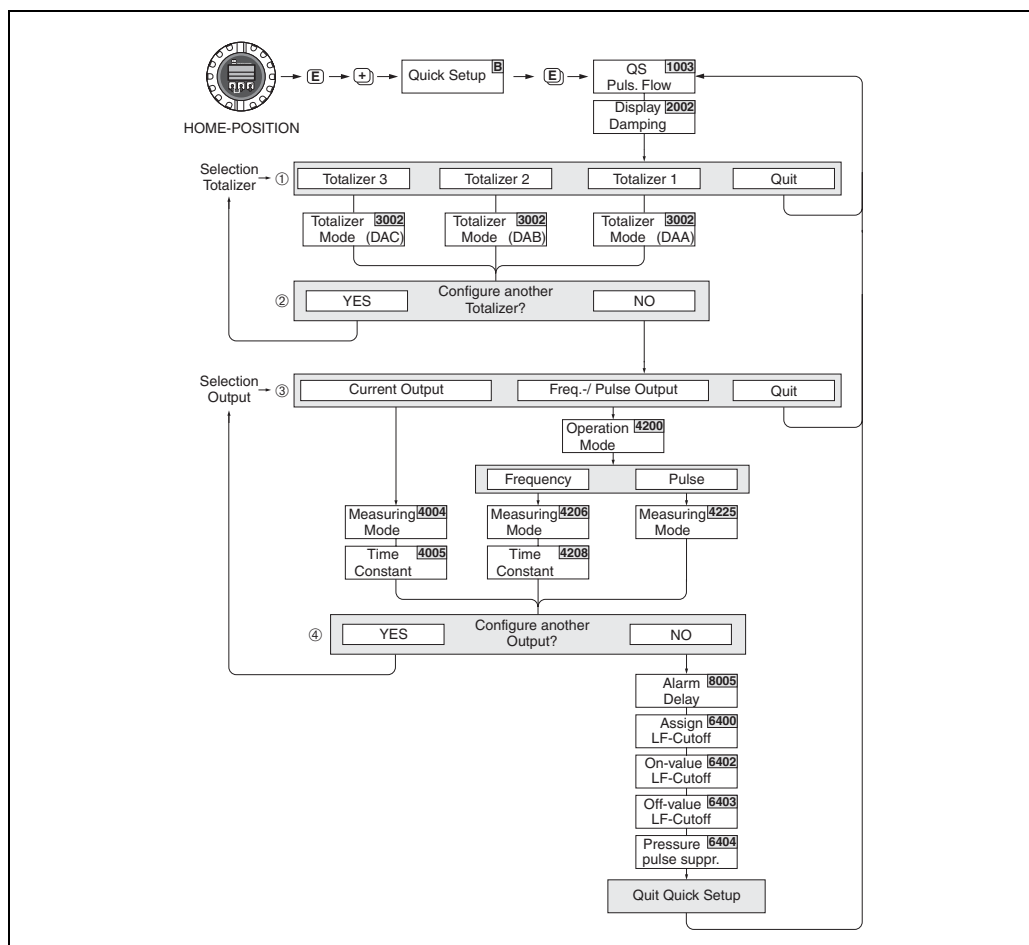 E
+
Quick Setup B
E
QS 1003
Puls. Flow
HOME-POSITION
Display 2002
Damping
Selection
Totalizer
①
Totalizer 3
Totalizer 2
Totalizer 1
Quit
Totalizer 3002
Mode (DAC)
Totalizer 3002
Mode (DAB)
Totalizer 3002
Mode (DAA)
②
YES
Configure another
Totalizer?
NO
Selection
Output
③
Current Output
Freq.-/ Pulse Output
Quit
Operation 4200
Mode
Frequency
Pulse
Measuring 4004
Mode
Measuring 4206
Mode
Measuring 4225
Mode
Time 4005
Constant
Time 4208
Constant
④
YES
Configure another
Output?
NO
Alarm 8005
Delay
Assign 6400
LF-Cutoff
On-value 6402
LF-Cutoff
Off-value 6403
LF-Cutoff
Pressure 6404
pulse suppr.
Quit Quick Setup